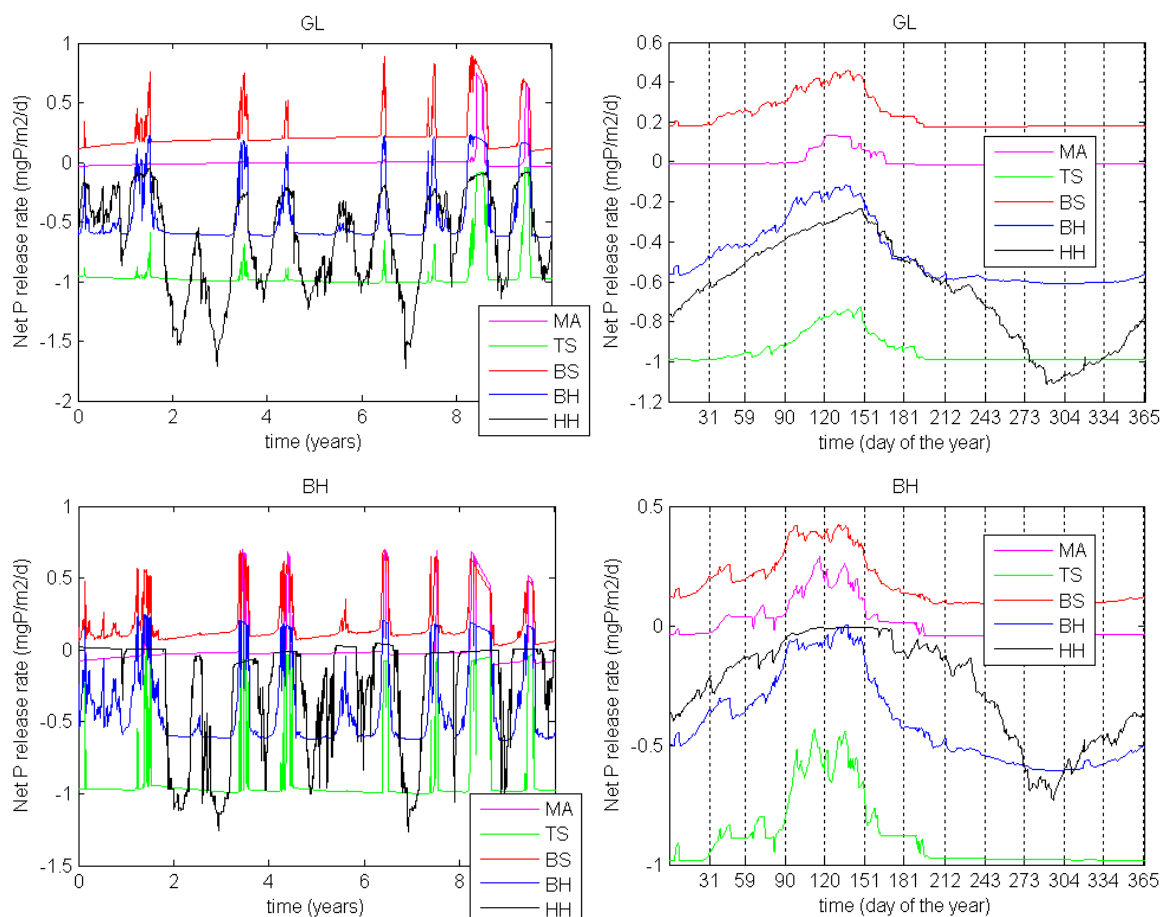 GL
Net P release rate (mgP/m2/d)
1
0.5
0
-0.5
-1
-1.5
-2
0 2 4 6 8
time (years)
MA
TS
BS
BH
HH
GL
Net P release rate (mgP/m2/d)
0.6
0.4
0.2
0
-0.2
-0.4
-0.6
-0.8
-1
-1.2
31 59 90 120 151 181 212 243 273 304 334 365
time (day of the year)
MA
TS
BS
BH
HH
BH
Net P release rate (mgP/m2/d)
1
0.5
0
-0.5
-1
-1.5
0 2 4 6 8
time (years)
MA
TS
BS
BH
HH
BH
Net P release rate (mgP/m2/d)
0.5
0
-0.5
-1
31 59 90 120 151 181 212 243 273 304 334 365
time (day of the year)
MA
TS
BS
BH
HH